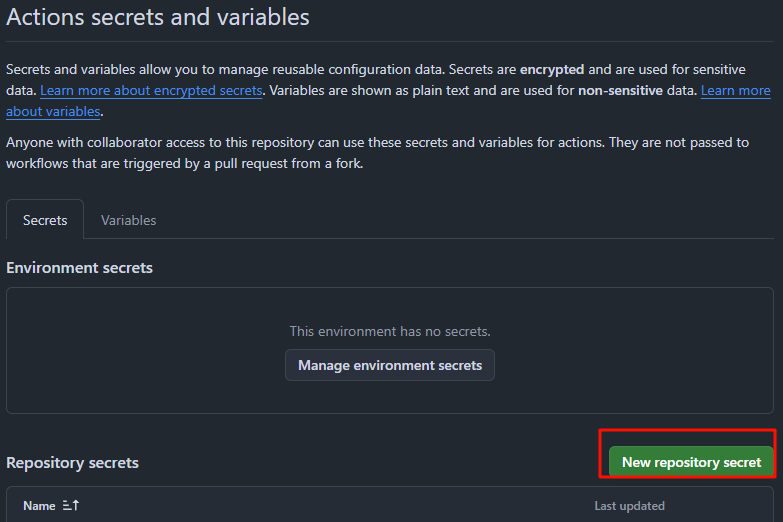 Actions secrets and variables
Secrets and variables allow you to manage reusable configuration data. Secrets are encrypted and are used for sensitive
data. Learn more about encrypted secrets. Variables are shown as plain text and are used for non-sensitive data. Learn more
about variables.
Anyone with collaborator access to this repository can use these secrets and variables for actions. They are not passed to
workflows that are triggered by a pull request from a fork.
Secrets Variables
Environment secrets
This environment has no secrets.
Manage environment secrets
Repository secrets New repository secret
Name Last updated